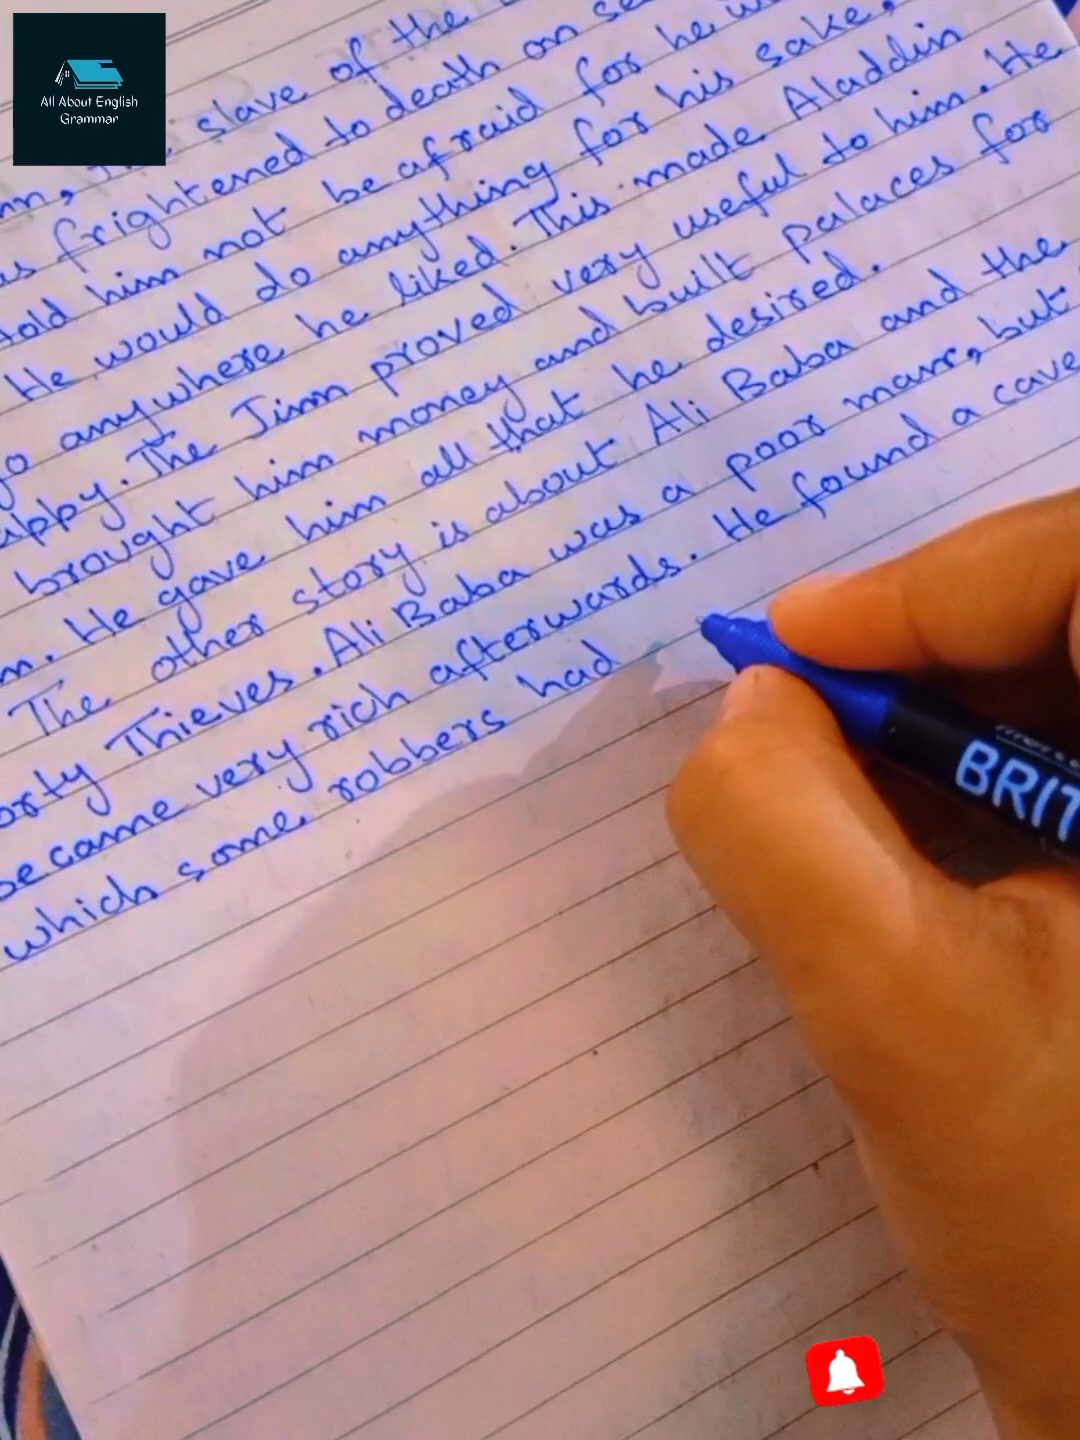 All About English
Grammar
slave of the
frightened to death on
told him not be afraid for he
He would do anything for his sake,
anywhere he liked. This made Aladdin
The Jinn proved very useful to him. He
brought him money and built palaces for
He gave him all that he desired.
The other story is about Ali Baba and the
Thieves. Ali Baba was a poor man, but
became very rich afterwards. He found a cave
which some robbers had
BRIT